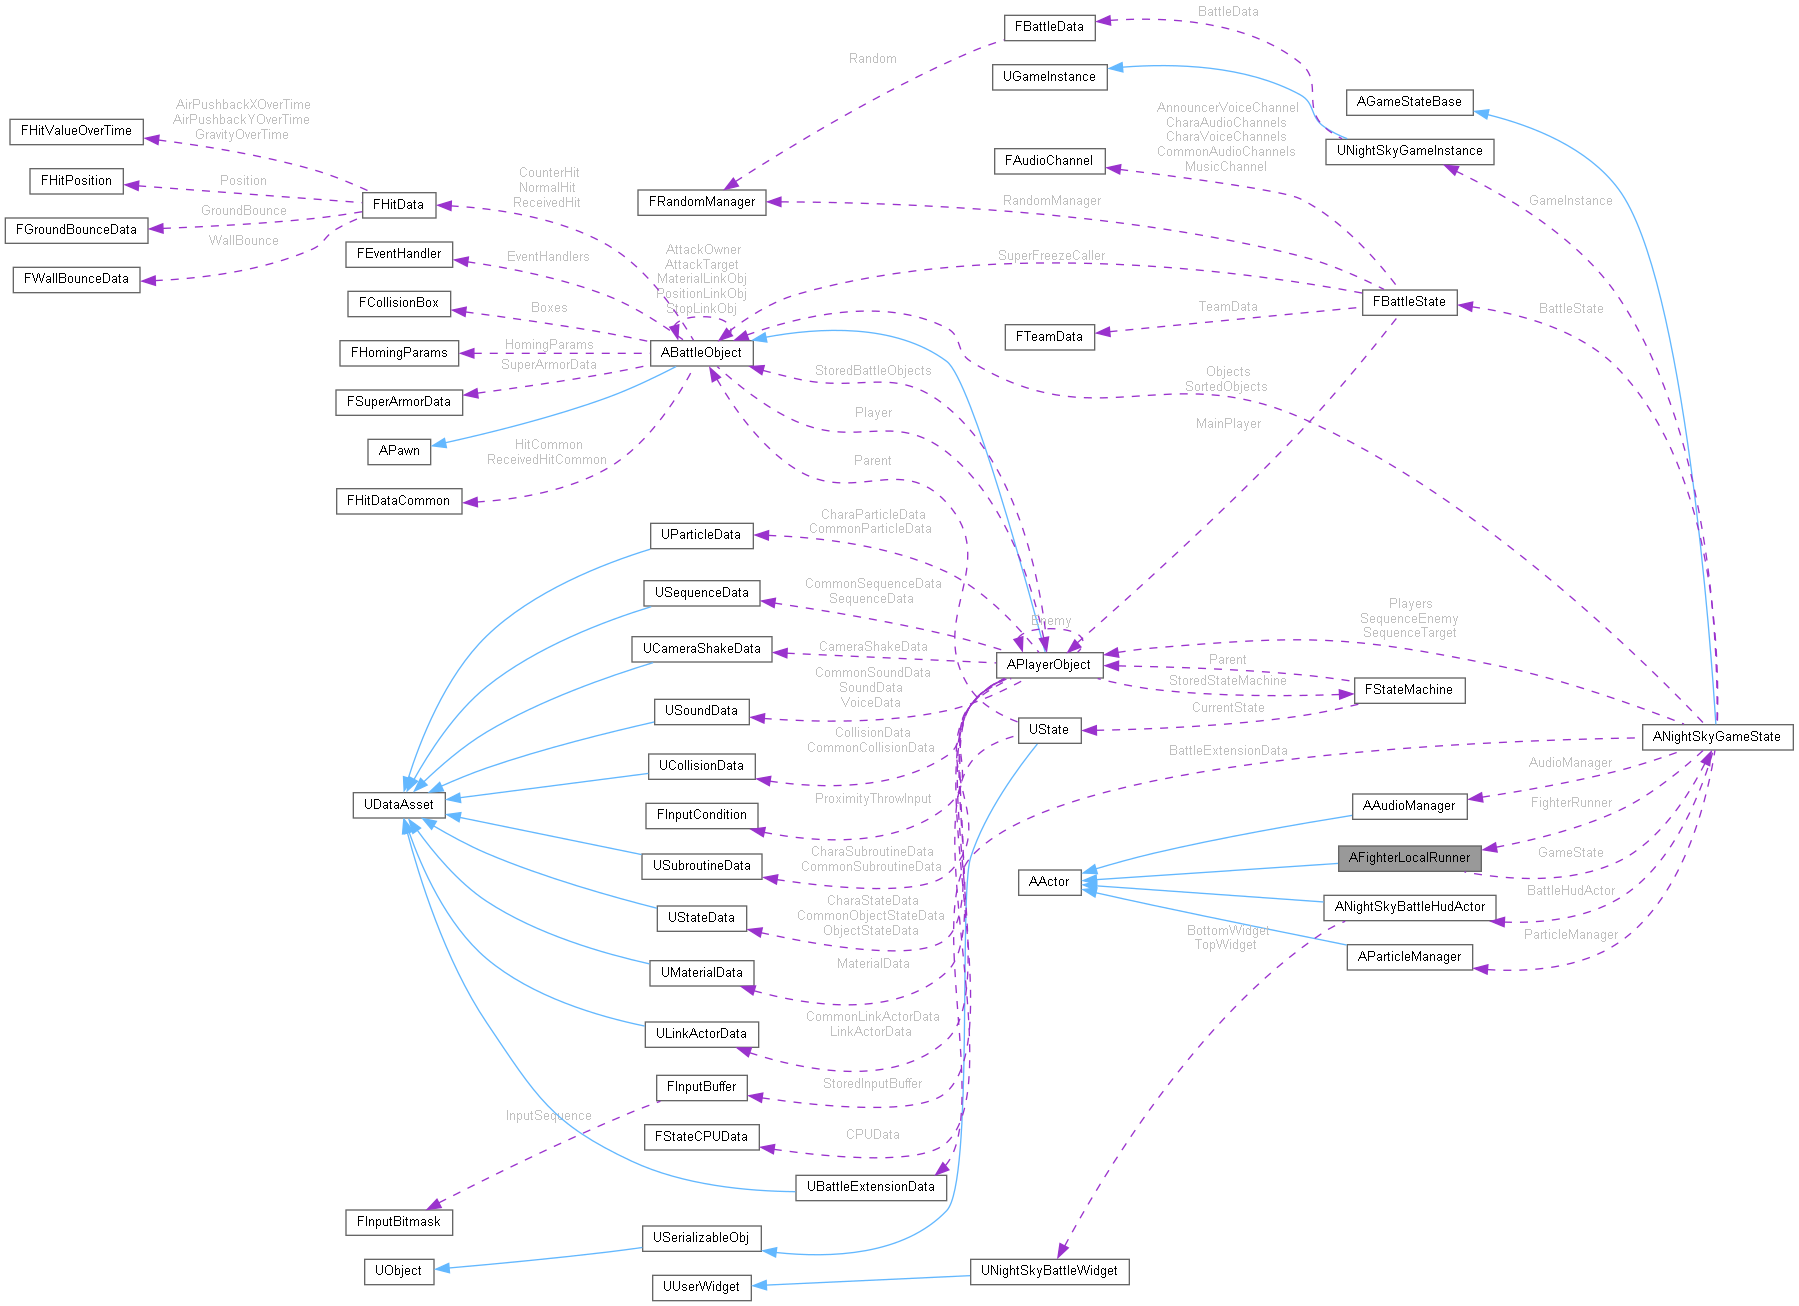 BattleData
FBattleData
Random
UGameInstance
AGameStateBase
AirPushbackXOverTime
AirPushbackYOverTime
GravityOverTime
FHitValueOverTime
AnnouncerVoiceChannel
CharaAudioChannels
CharaVoiceChannels
CommonAudioChannels
MusicChannel
UNightSkyGameInstance
FAudioChannel
FHitPosition
Position
CounterHit
NormalHit
ReceivedHit
FHitData
FRandomManager
RandomManager
GameInstance
GroundBounce
FGroundBounceData
WallBounce
FWallBounceData
FEventHandler
EventHandlers
AttackOwner
AttackTarget
MaterialLinkObj
PositionLinkObj
StopLinkObj
SuperFreezeCaller
FCollisionBox
Boxes
TeamData
FBattleState
BattleState
FTeamData
FHomingParams
HomingParams
ABattleObject
SuperArmorData
StoredBattleObjects
Objects
SortedObjects
FSuperArmorData
Player
MainPlayer
APawn
HitCommon
ReceivedHitCommon
Parent
FHitDataCommon
CharaParticleData
CommonParticleData
UParticleData
USequenceData
CommonSequenceData
SequenceData
Enemy
Players
SequenceEnemy
SequenceTarget
UCameraShakeData
CameraShakeData
APlayerObject
Parent
StoredStateMachine
FStateMachine
CommonSoundData
SoundData
VoiceData
USoundData
CurrentState
UState
CollisionData
CommonCollisionData
BattleExtensionData
ANightSkyGameState
UCollisionData
AudioManager
UDataAsset
FInputCondition
ProximityThrowInput
AAudioManager
FighterRunner
CharaSubroutineData
CommonSubroutineData
USubroutineData
AFighterLocalRunner
GameState
AActor
CharaStateData
CommonObjectStateData
ObjectStateData
UStateData
BattleHudActor
ANightSkyBattleHudActor
BottomWidget
TopWidget
ParticleManager
AParticleManager
UMaterialData
MaterialData
CommonLinkActorData
LinkActorData
ULinkActorData
FInputBuffer
StoredInputBuffer
InputSequence
FStateCPUData
CPUData
UBattleExtensionData
FInputBitmask
USerializableObj
UObject
UNightSkyBattleWidget
UUserWidget